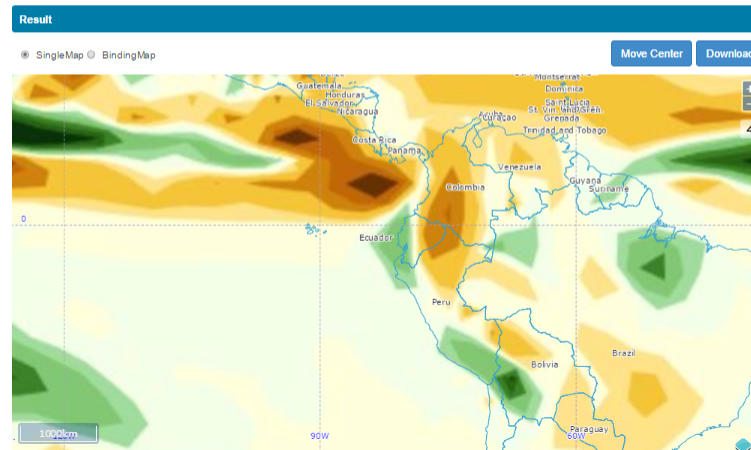 Result
SingleMap BindingMap
Move Center
Download
Montserrat
Guatemala
Dominica
Honduras
El Salvador
Saint Lucia
Nicaragua
Aruba
Curaçao
Grenada
Trinidad and Tobago
Costa Rica
Panama
Venezuela
Guyana
Suriname
Colombia
0
Ecuador
Peru
Brazil
Bolivia
Paraguay
1000km
120W
90W
60W